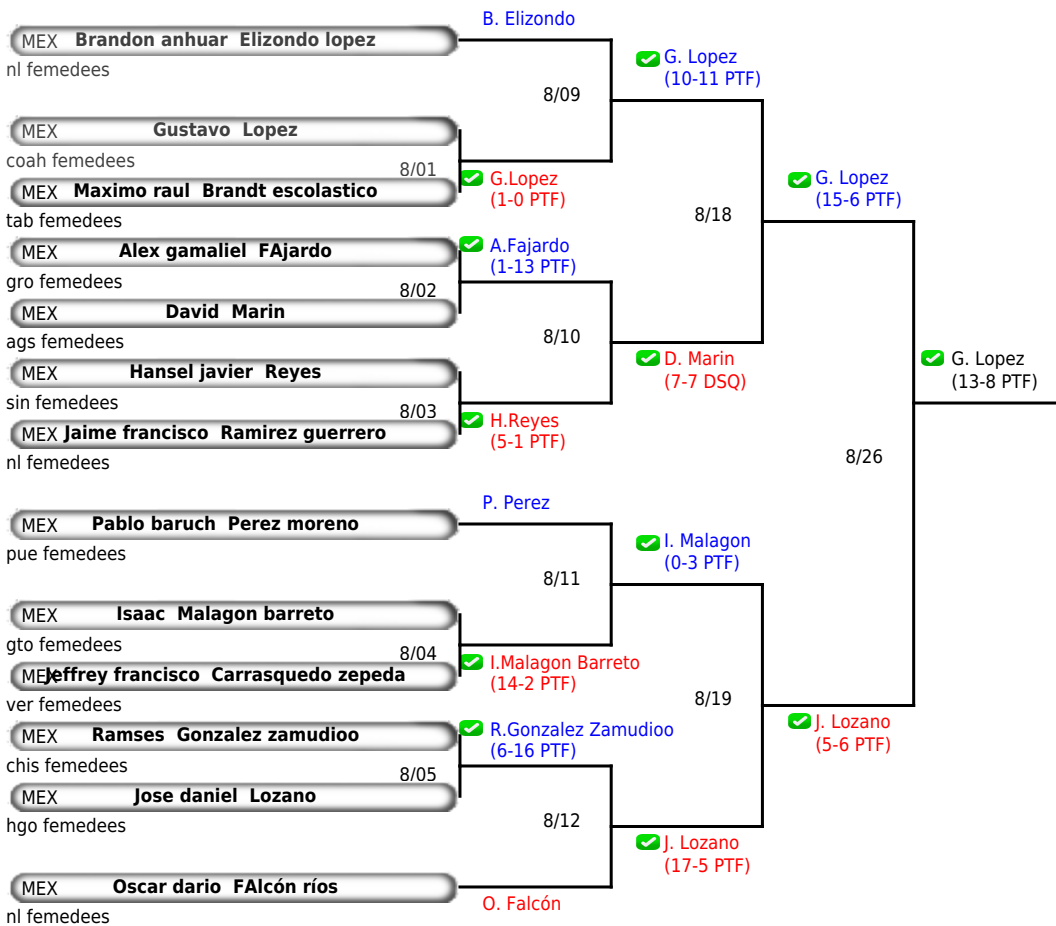 B. Elizondo
MEX Brandon anhuar Elizondo lopez
nl femedees
G. Lopez
(10-11 PTF)
8/09
MEX Gustavo Lopez
coah femedees
8/01
G.Lopez
(1-0 PTF)
MEX Maximo raul Brandt escolastico
tab femedees
G. Lopez
(15-6 PTF)
8/18
MEX Alex gamaliel FAjardo
gro femedees
A.Fajardo
(1-13 PTF)
8/02
MEX David Marin
ags femedees
8/10
D. Marin
(7-7 DSQ)
MEX Hansel javier Reyes
sin femedees
G. Lopez
(13-8 PTF)
8/03
H.Reyes
(5-1 PTF)
MEX Jaime francisco Ramirez guerrero
nl femedees
8/26
P. Perez
MEX Pablo baruch Perez moreno
pue femedees
I. Malagon
(0-3 PTF)
8/11
MEX Isaac Malagon barreto
gto femedees
8/04
I.Malagon Barreto
(14-2 PTF)
MEX Jeffrey francisco Carrasquedo zepeda
ver femedees
8/19
MEX Ramses Gonzalez zamudioo
chis femedees
R.Gonzalez Zamudioo
(6-16 PTF)
J. Lozano
(5-6 PTF)
8/05
MEX Jose daniel Lozano
hgo femedees
8/12
J. Lozano
(17-5 PTF)
MEX Oscar dario FAlcón ríos
nl femedees
O. Falcón